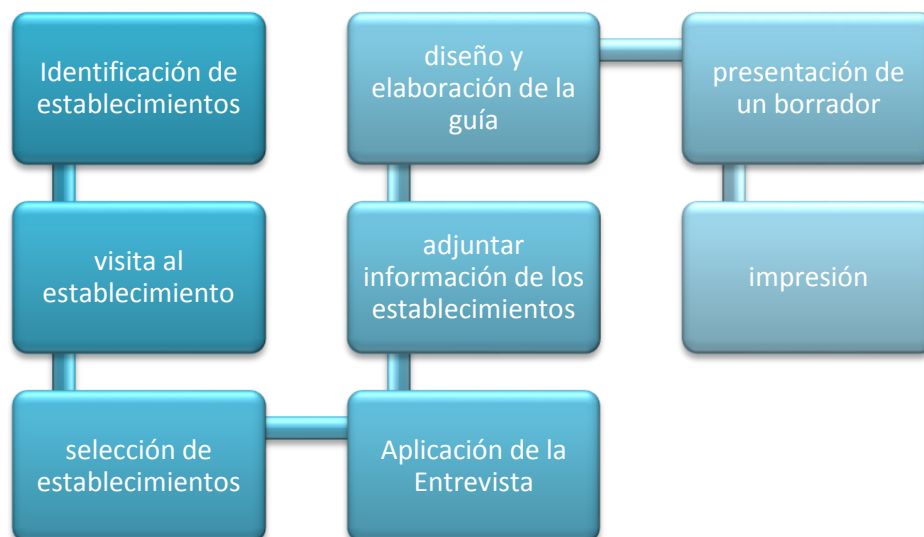 Identificación de
establecimientos
visita al
establecimiento
selección de
establecimientos
Aplicación de la
Entrevista
adjuntar
información de los
establecimientos
diseño y
elaboración de la
guía
presentación de
un borrador
impresión